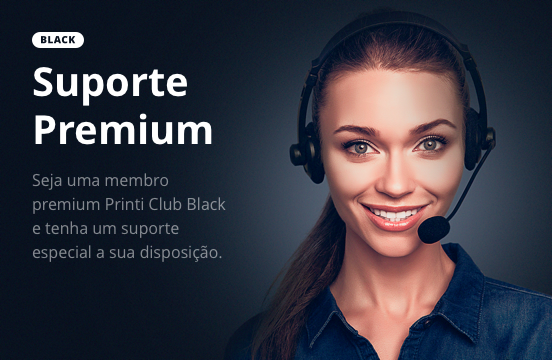 BLACK
Suporte
Premium
Seja uma membro
premium Printi Club Black
e tenha um suporte
especial a sua disposição.